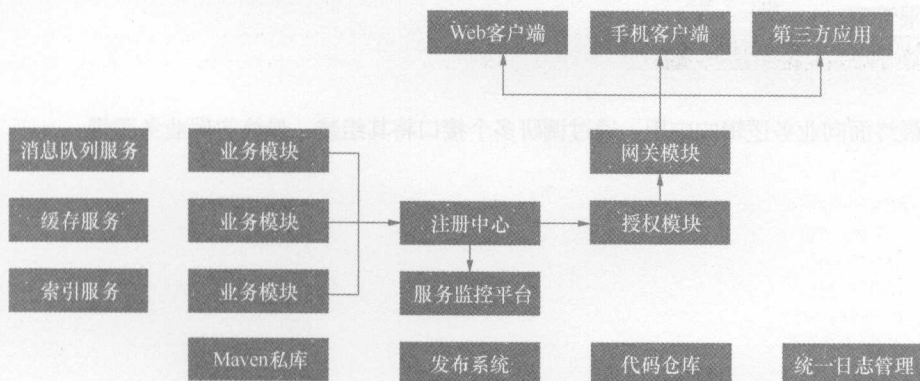 Web客户端 手机客户端 第三方应用
网关模块
消息队列服务 业务模块
缓存服务 业务模块 注册中心 授权模块
索引服务 业务模块 服务监控平台
Maven私库 发布系统 代码仓库 统一日志管理